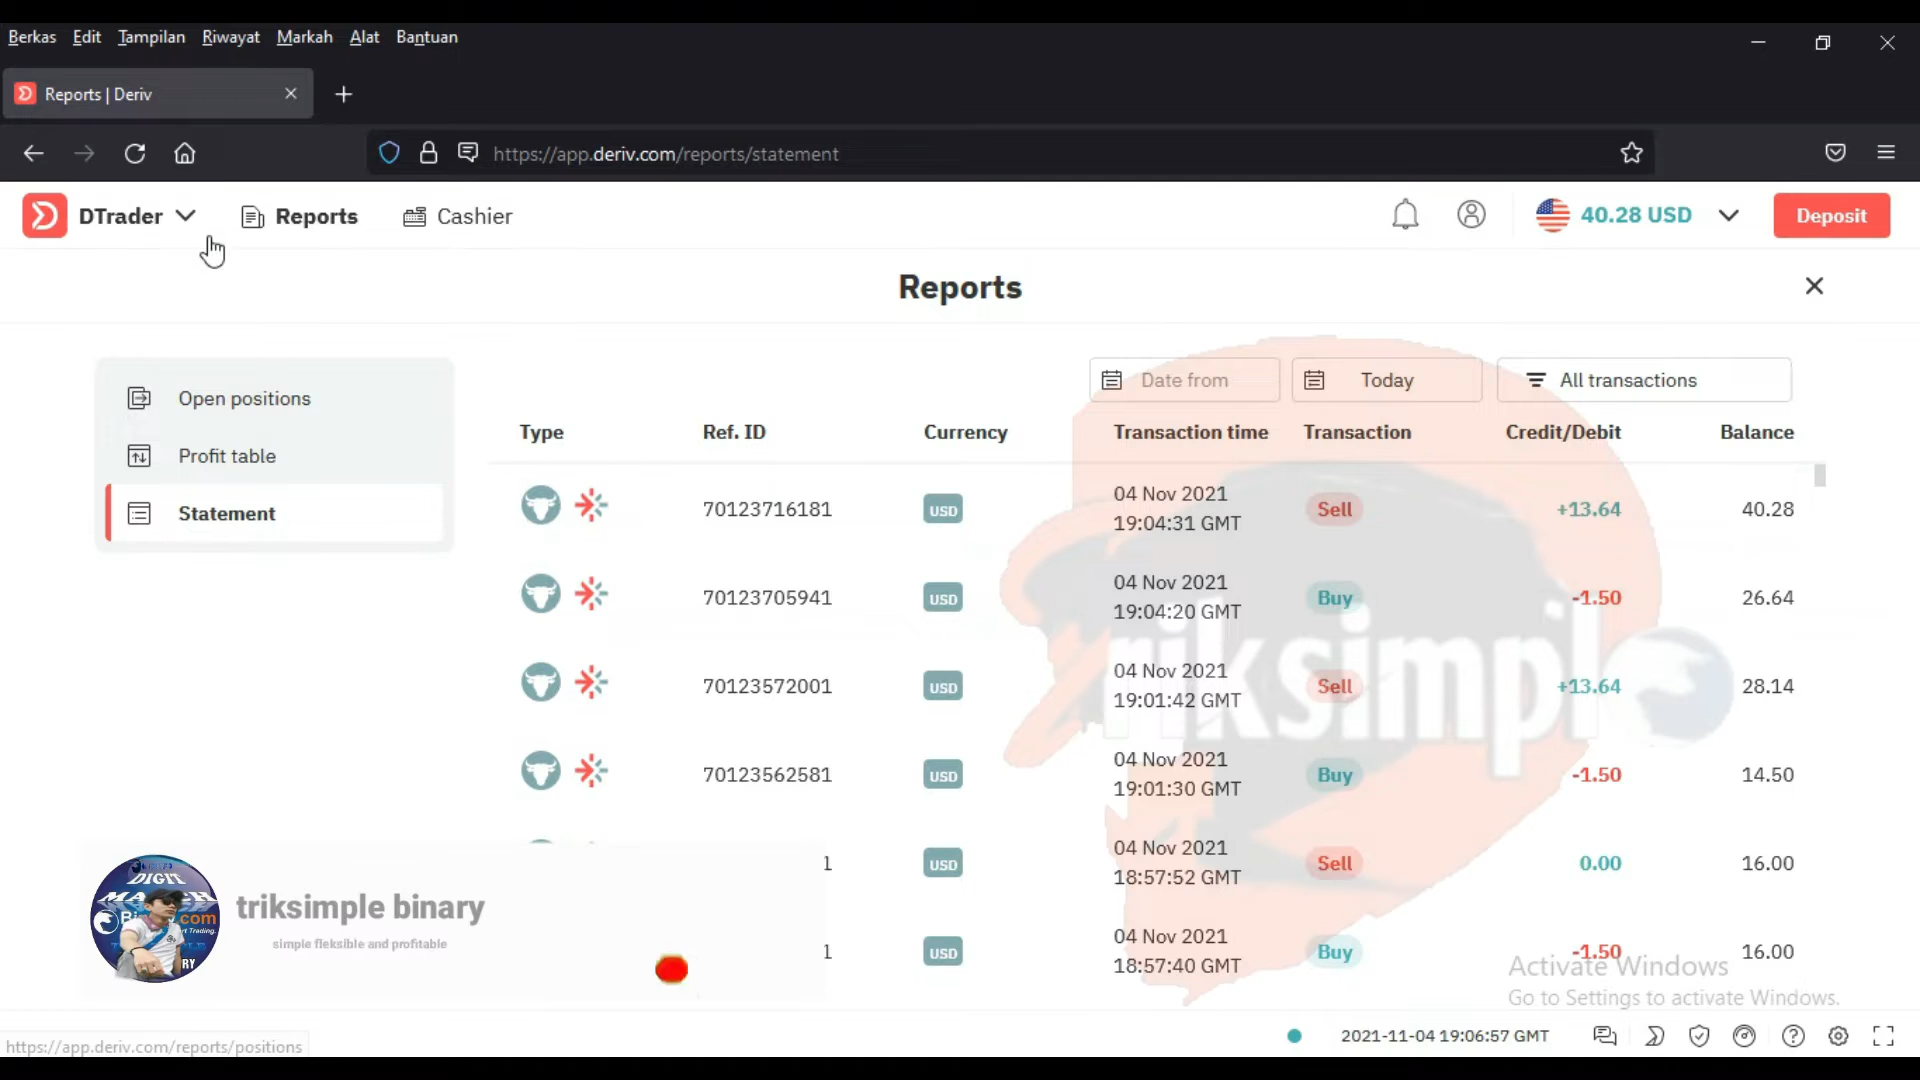 Berkas Edit Tampilan Riwayat Markah Alat Bantuan
Reports | Deriv
https://app.deriv.com/reports/statement
DTrader Reports Cashier 40.28 USD Deposit
Reports
Open positions
Profit table
Statement
Date from Today All transactions
Type Ref. ID Currency Transaction time Transaction Credit/Debit Balance
70123716181 USD 04 Nov 2021 19:04:31 GMT Sell +13.64 40.28
70123705941 USD 04 Nov 2021 19:04:20 GMT Buy -1.50 26.64
70123572001 USD 04 Nov 2021 19:01:42 GMT Sell +13.64 28.14
70123562581 USD 04 Nov 2021 19:01:30 GMT Buy -1.50 14.50
1 USD 04 Nov 2021 18:57:52 GMT Sell 0.00 16.00
1 USD 04 Nov 2021 18:57:40 GMT Buy -1.50 16.00
riksimpl
DIGIT
triksimple binary
simple fleksible and profitable
Activate Windows
Go to Settings to activate Windows.
https://app.deriv.com/reports/positions
2021-11-04 19:06:57 GMT